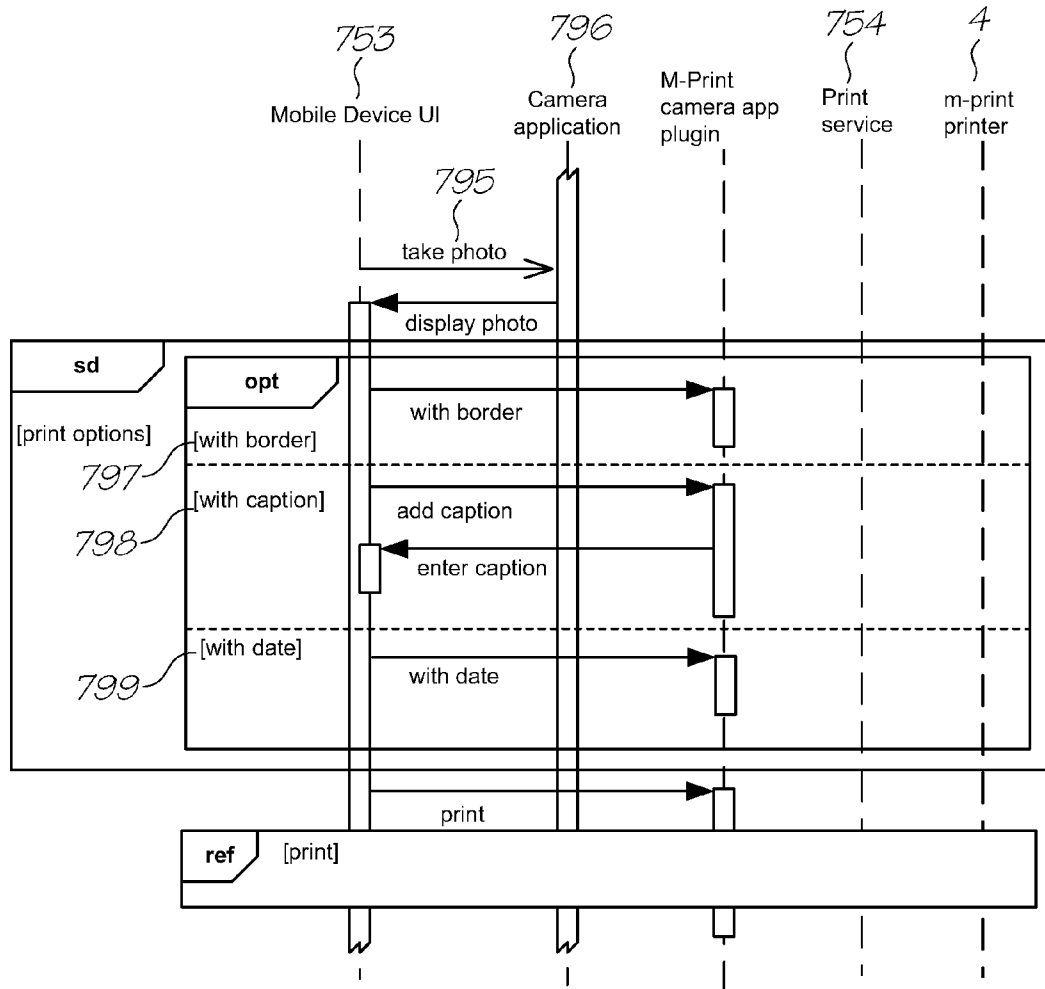 753
796
754
4
Mobile Device UI
Camera
application
M-Print
camera app
plugin
Print
service
m-print
printer
795
take photo
display photo
sd
opt
[print options]
with border
[with border]
797
[with caption]
add caption
798
enter caption
[with date]
with date
799
print
ref
[print]